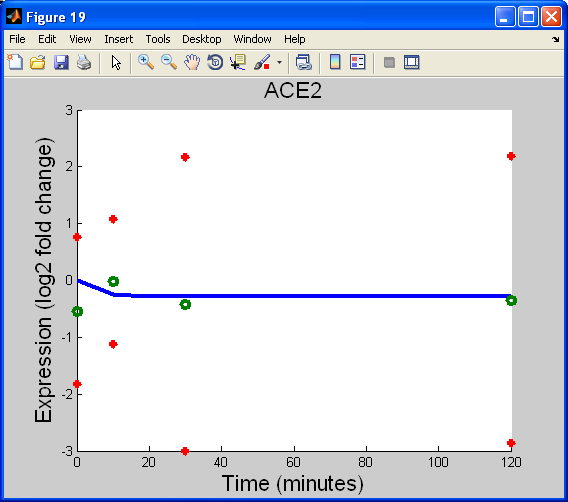 Figure 19
File Edit View Insert Tools Desktop Window Help
ACE2
Expression (log2 fold change)
3
2
1
0
-1
-2
-3
0 20 40 60 80 100 120
Time (minutes)